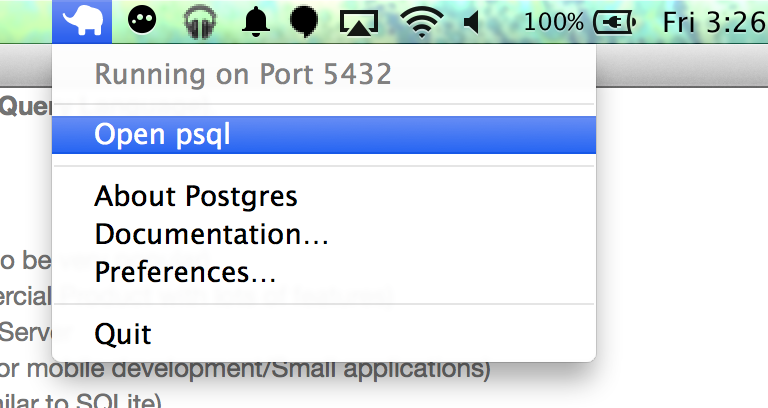 100% Fri 3:26
Running on Port 5432
Quer
Open psql
About Postgres
o be
Documentation...
Preferences...
ercial
Serve
Quit
or mobile development/Small applications)
nilar to SQLite)